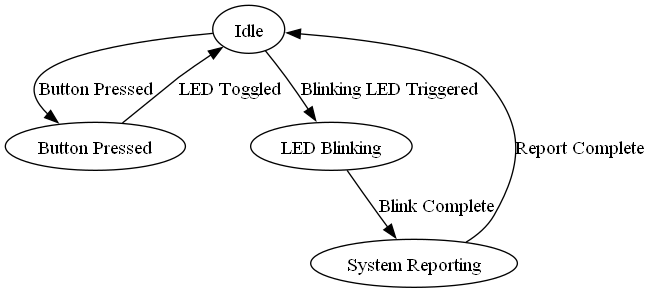 Idle
Button Pressed
LED Toggled
Blinking LED Triggered
Button Pressed
LED Blinking
Report Complete
Blink Complete
System Reporting